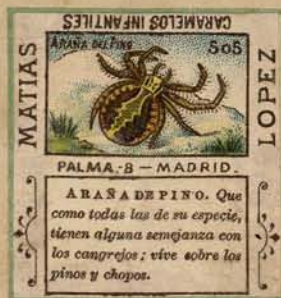 CARAMELOS INFANTILES
ARAÑA DEL PINO 505
MATIAS
LOPEZ
PALMA.-8 — MADRID.
ARAÑA DE PINO. Que
como todas las de su especie,
tienen alguna semejanza con
los cangrejos; vive sobre los
pinos y chopos.